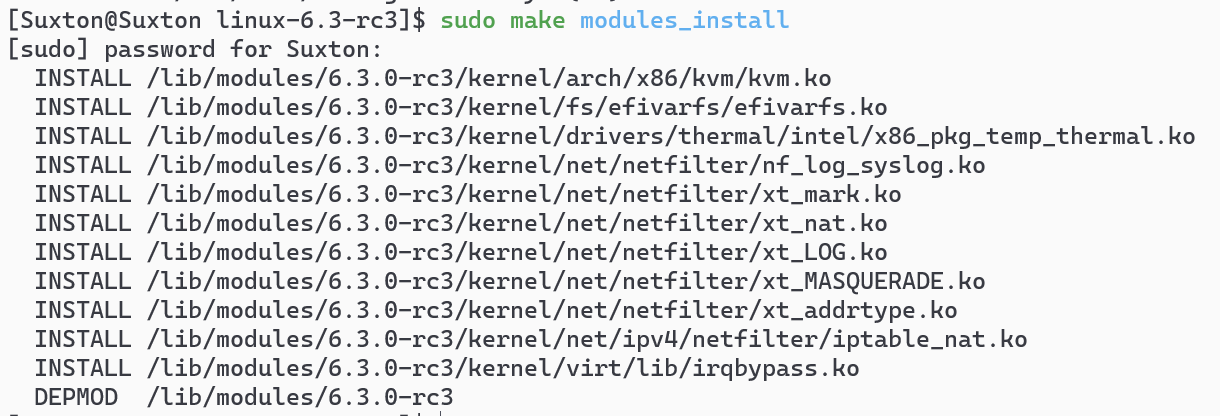 [Suxton@Suxton linux-6.3-rc3]$ sudo make modules_install
[sudo] password for Suxton:
INSTALL /lib/modules/6.3.0-rc3/kernel/arch/x86/kvm/kvm.ko
INSTALL /lib/modules/6.3.0-rc3/kernel/fs/efivarfs/efivarfs.ko
INSTALL /lib/modules/6.3.0-rc3/kernel/drivers/thermal/intel/x86_pkg_temp_thermal.ko
INSTALL /lib/modules/6.3.0-rc3/kernel/net/netfilter/nf_log_syslog.ko
INSTALL /lib/modules/6.3.0-rc3/kernel/net/netfilter/xt_mark.ko
INSTALL /lib/modules/6.3.0-rc3/kernel/net/netfilter/xt_nat.ko
INSTALL /lib/modules/6.3.0-rc3/kernel/net/netfilter/xt_LOG.ko
INSTALL /lib/modules/6.3.0-rc3/kernel/net/netfilter/xt_MASQUERADE.ko
INSTALL /lib/modules/6.3.0-rc3/kernel/net/netfilter/xt_addrtype.ko
INSTALL /lib/modules/6.3.0-rc3/kernel/net/ipv4/netfilter/iptable_nat.ko
INSTALL /lib/modules/6.3.0-rc3/kernel/virt/lib/irqbypass.ko
DEPMOD /lib/modules/6.3.0-rc3